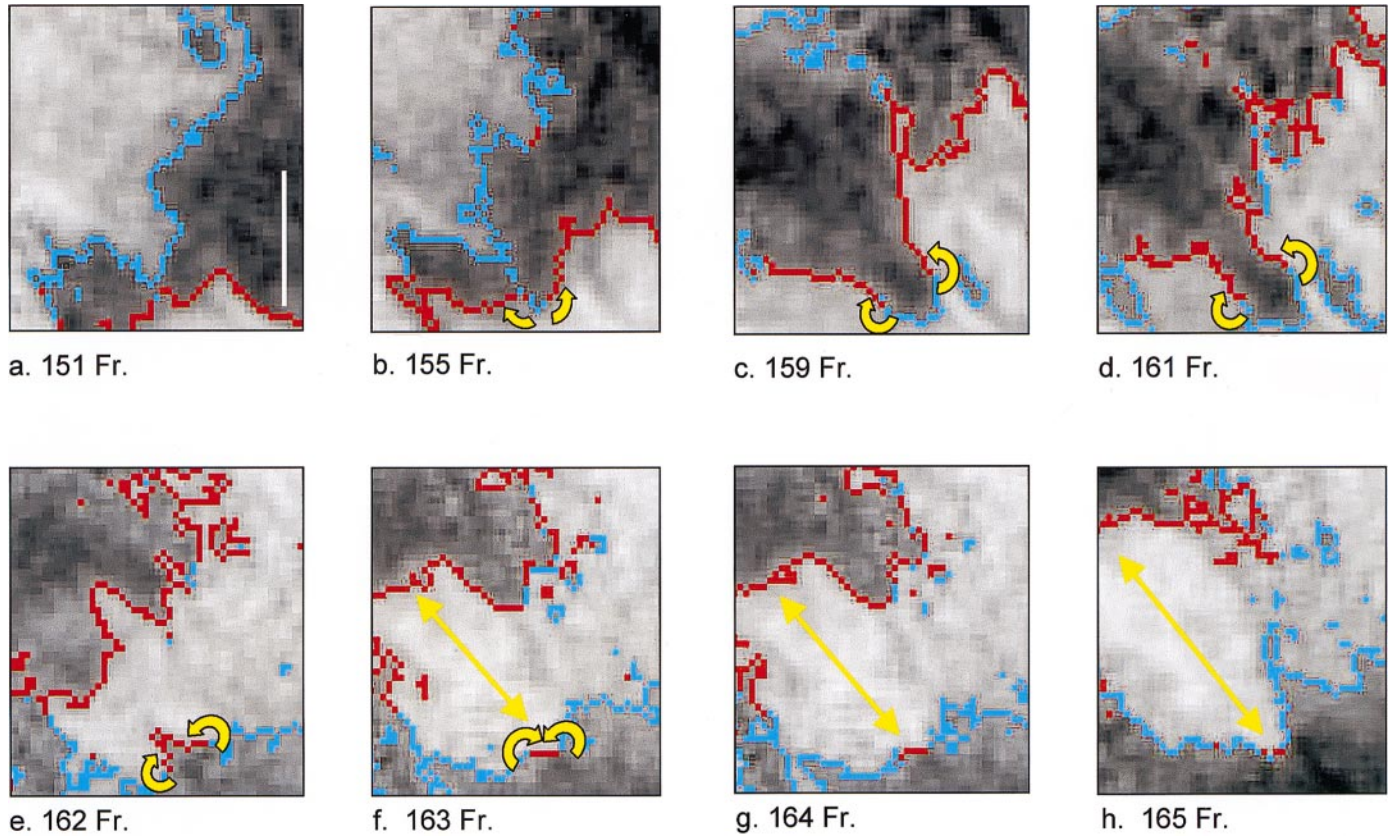 a. 151 Fr.
b. 155 Fr.
c. 159 Fr.
d. 161 Fr.
e. 162 Fr.
f. 163 Fr.
g. 164 Fr.
h. 165 Fr.